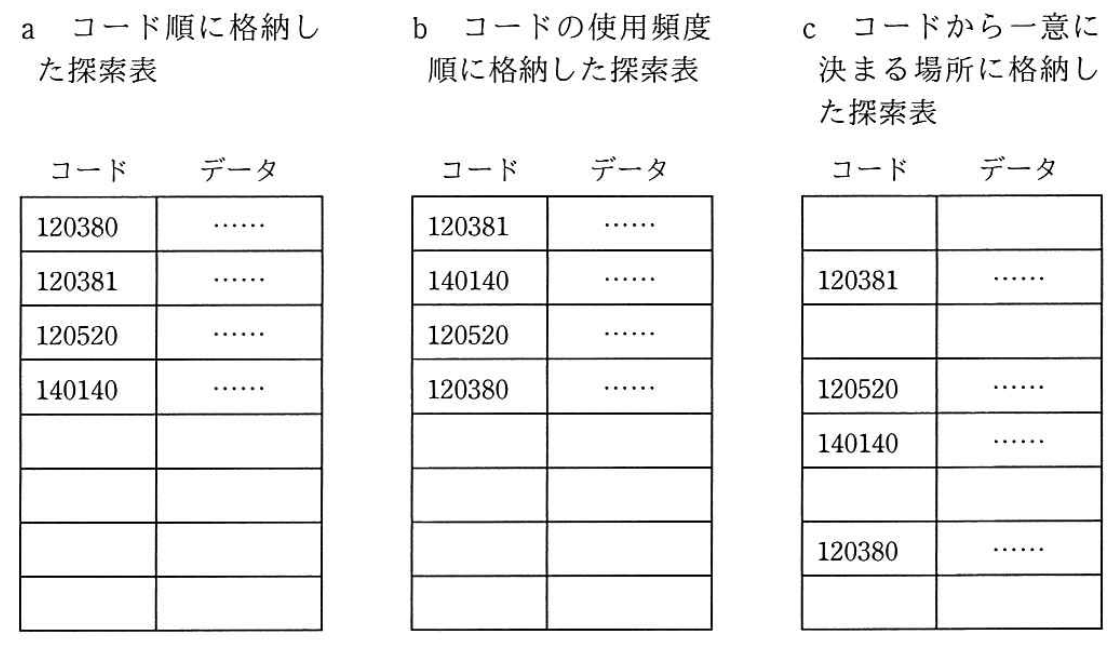 a コード順に格納し
た探索表
b コードの使用頻度
順に格納した探索表
c コードから一意に
決まる場所に格納し
た探索表
コード データ
120380 ……
120381 ……
120520 ……
140140 ……
コード データ
120381 ……
140140 ……
120520 ……
120380 ……
コード データ
120381 ……
120520 ……
140140 ……
120380 ……